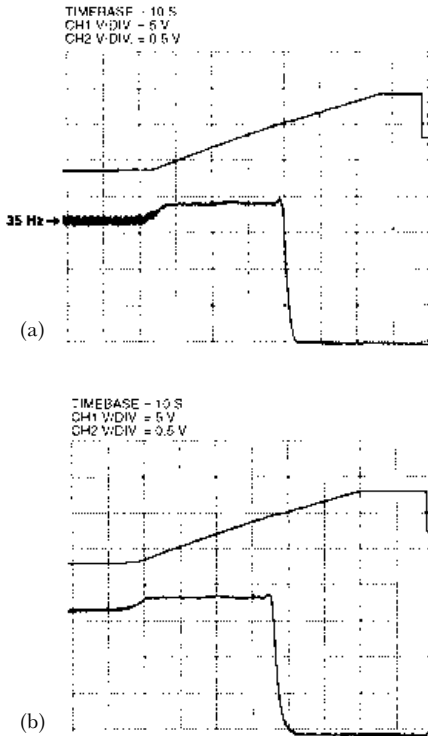 TIMEBASE = 10 S
CH1 V/DIV. = 5 V
CH2 V/DIV. = 0.5 V
35 Hz
(a)
TIMEBASE = 10 S
CH1 V/DIV. = 5 V
CH2 V/DIV. = 0.5 V
(b)